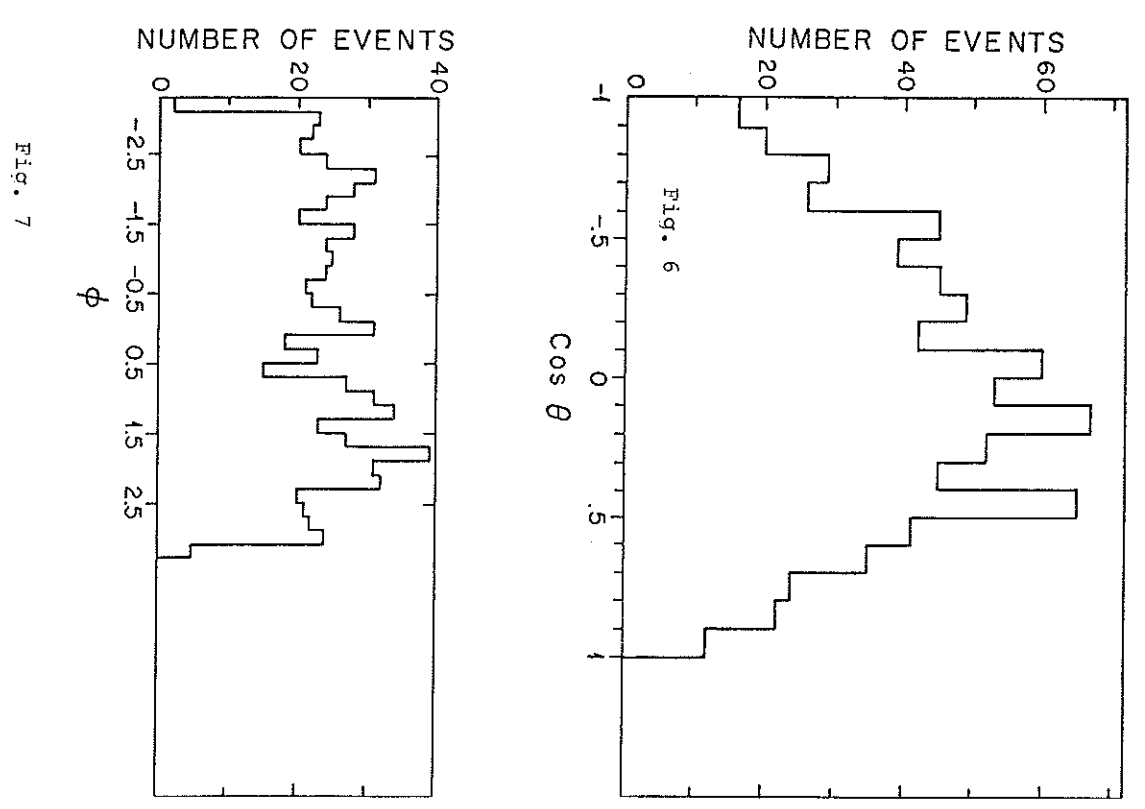 NUMBER OF EVENTS
0 20 40
-2.5 -1.5 -0.5 0.5 1.5 2.5
ϕ
Fig. 7
NUMBER OF EVENTS
0 20 40 60
-1 -.5 0 .5 1
Cos θ
Fig. 6